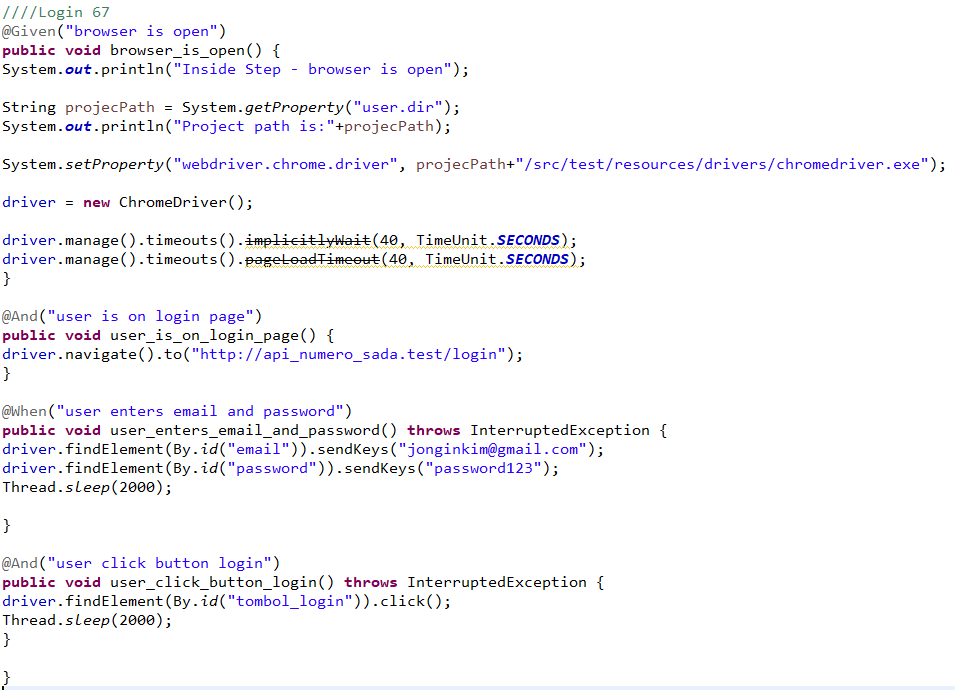 ////Login 67
@Given("browser is open")
public void browser_is_open() {
System.out.println("Inside Step - browser is open");
String projecPath = System.getProperty("user.dir");
System.out.println("Project path is:"+projecPath);
System.setProperty("webdriver.chrome.driver", projecPath+"/src/test/resources/drivers/chromedriver.exe");
driver = new ChromeDriver();
driver.manage().timeouts().implicitlyWait(40, TimeUnit.SECONDS);
driver.manage().timeouts().pageLoadTimeout(40, TimeUnit.SECONDS);
}
@And("user is on login page")
public void user_is_on_login_page() {
driver.navigate().to("http://api_numero_sada.test/login");
}
@When("user enters email and password")
public void user_enters_email_and_password() throws InterruptedException {
driver.findElement(By.id("email")).sendKeys("jonginkim@gmail.com");
driver.findElement(By.id("password")).sendKeys("password123");
Thread.sleep(2000);
}
@And("user click button login")
public void user_click_button_login() throws InterruptedException {
driver.findElement(By.id("tombol_login")).click();
Thread.sleep(2000);
}
}